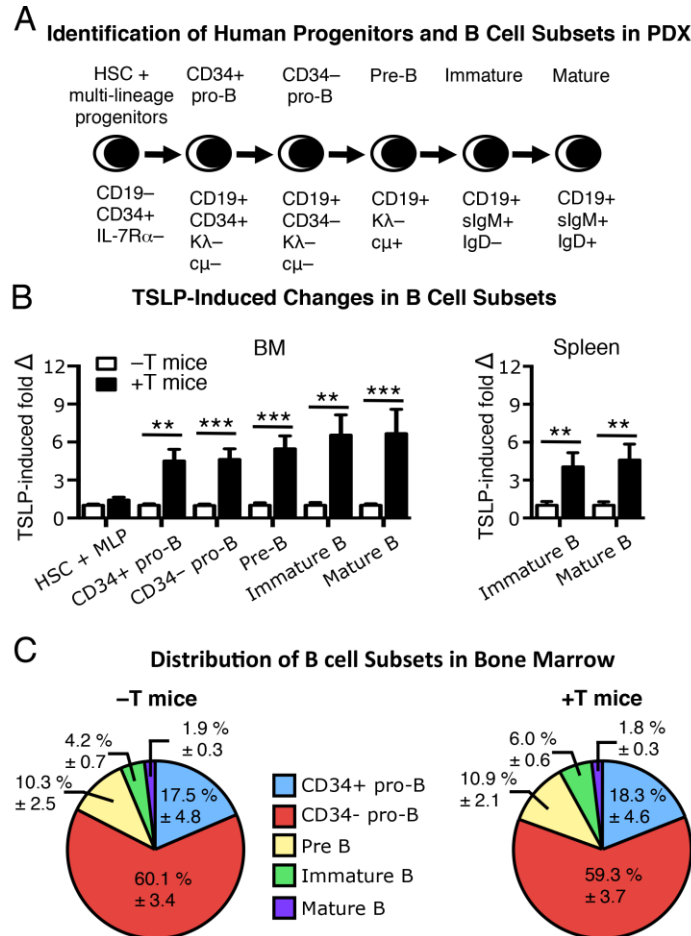 A
Identification of Human Progenitors and B Cell Subsets in PDX
HSC +
multi-lineage
progenitors
CD34+
pro-B
CD34–
pro-B
Pre-B
Immature
Mature
CD19–
CD34+
IL-7Rα–
CD19+
CD34+
Κλ–
cμ–
CD19+
CD34–
Κλ–
cμ–
CD19+
Κλ–
cμ+
CD19+
sIgM+
IgD–
CD19+
sIgM+
IgD+
B
TSLP-Induced Changes in B Cell Subsets
BM
TSLP-induced fold Δ
12
9
6
3
0
–T mice
+T mice
**
***
***
**
***
HSC + MLP
CD34+ pro-B
CD34– pro-B
Pre-B
Immature B
Mature B
Spleen
TSLP-induced fold Δ
12
9
6
3
0
**
**
Immature B
Mature B
C
Distribution of B cell Subsets in Bone Marrow
–T mice
4.2 %
± 0.7
1.9 %
± 0.3
10.3 %
± 2.5
17.5 %
± 4.8
60.1 %
± 3.4
CD34+ pro-B
CD34- pro-B
Pre B
Immature B
Mature B
+T mice
6.0 %
± 0.6
1.8 %
± 0.3
10.9 %
± 2.1
18.3 %
± 4.6
59.3 %
± 3.7